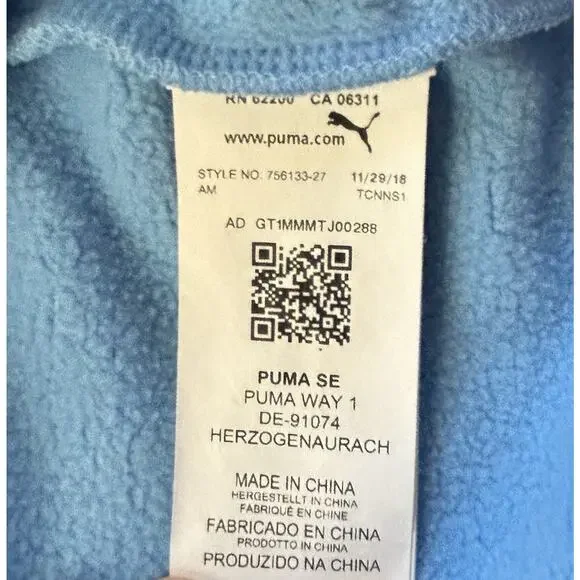 RN 62200 CA 06311
www.puma.com
STYLE NO: 756133-27 11/29/18
AM TCNNS1
AD GT1MMMTJ00288
PUMA SE
PUMA WAY 1
DE-91074
HERZOGENAURACH
MADE IN CHINA
HERGESTELLT IN CHINA
FABRIQUÉ EN CHINE
FABRICADO EN CHINA
PRODOTTO IN CHINA
PRODUZIDO NA CHINA